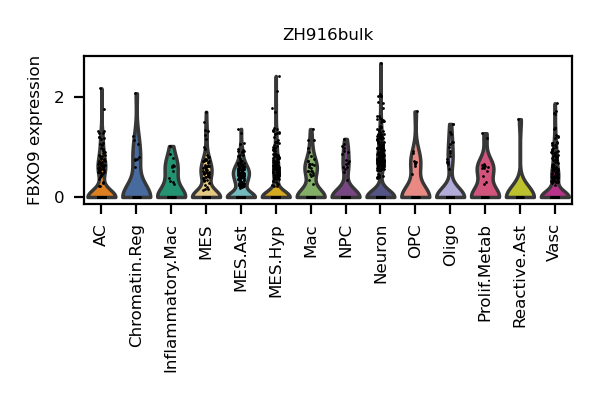 ZH916bulk
FBXO9 expression
2
0
AC
Chromatin.Reg
Inflammatory.Mac
MES
MES.Ast
MES.Hyp
Mac
NPC
Neuron
OPC
Oligo
Prolif.Metab
Reactive.Ast
Vasc